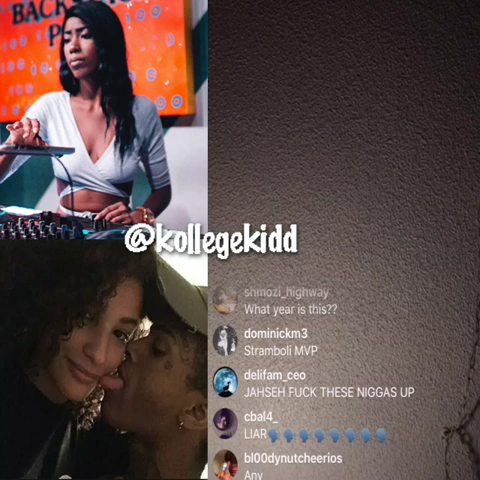 BACKS
P
@kollegekidd
shmozi_highway
What year is this??
dominickm3
Stramboli MVP
delifam_ceo
JAHSEH FUCK THESE NIGGAS UP
cbal4_
LIAR🗣🗣🗣🗣🗣🗣🗣🗣
bl00dynutcheerios
Any